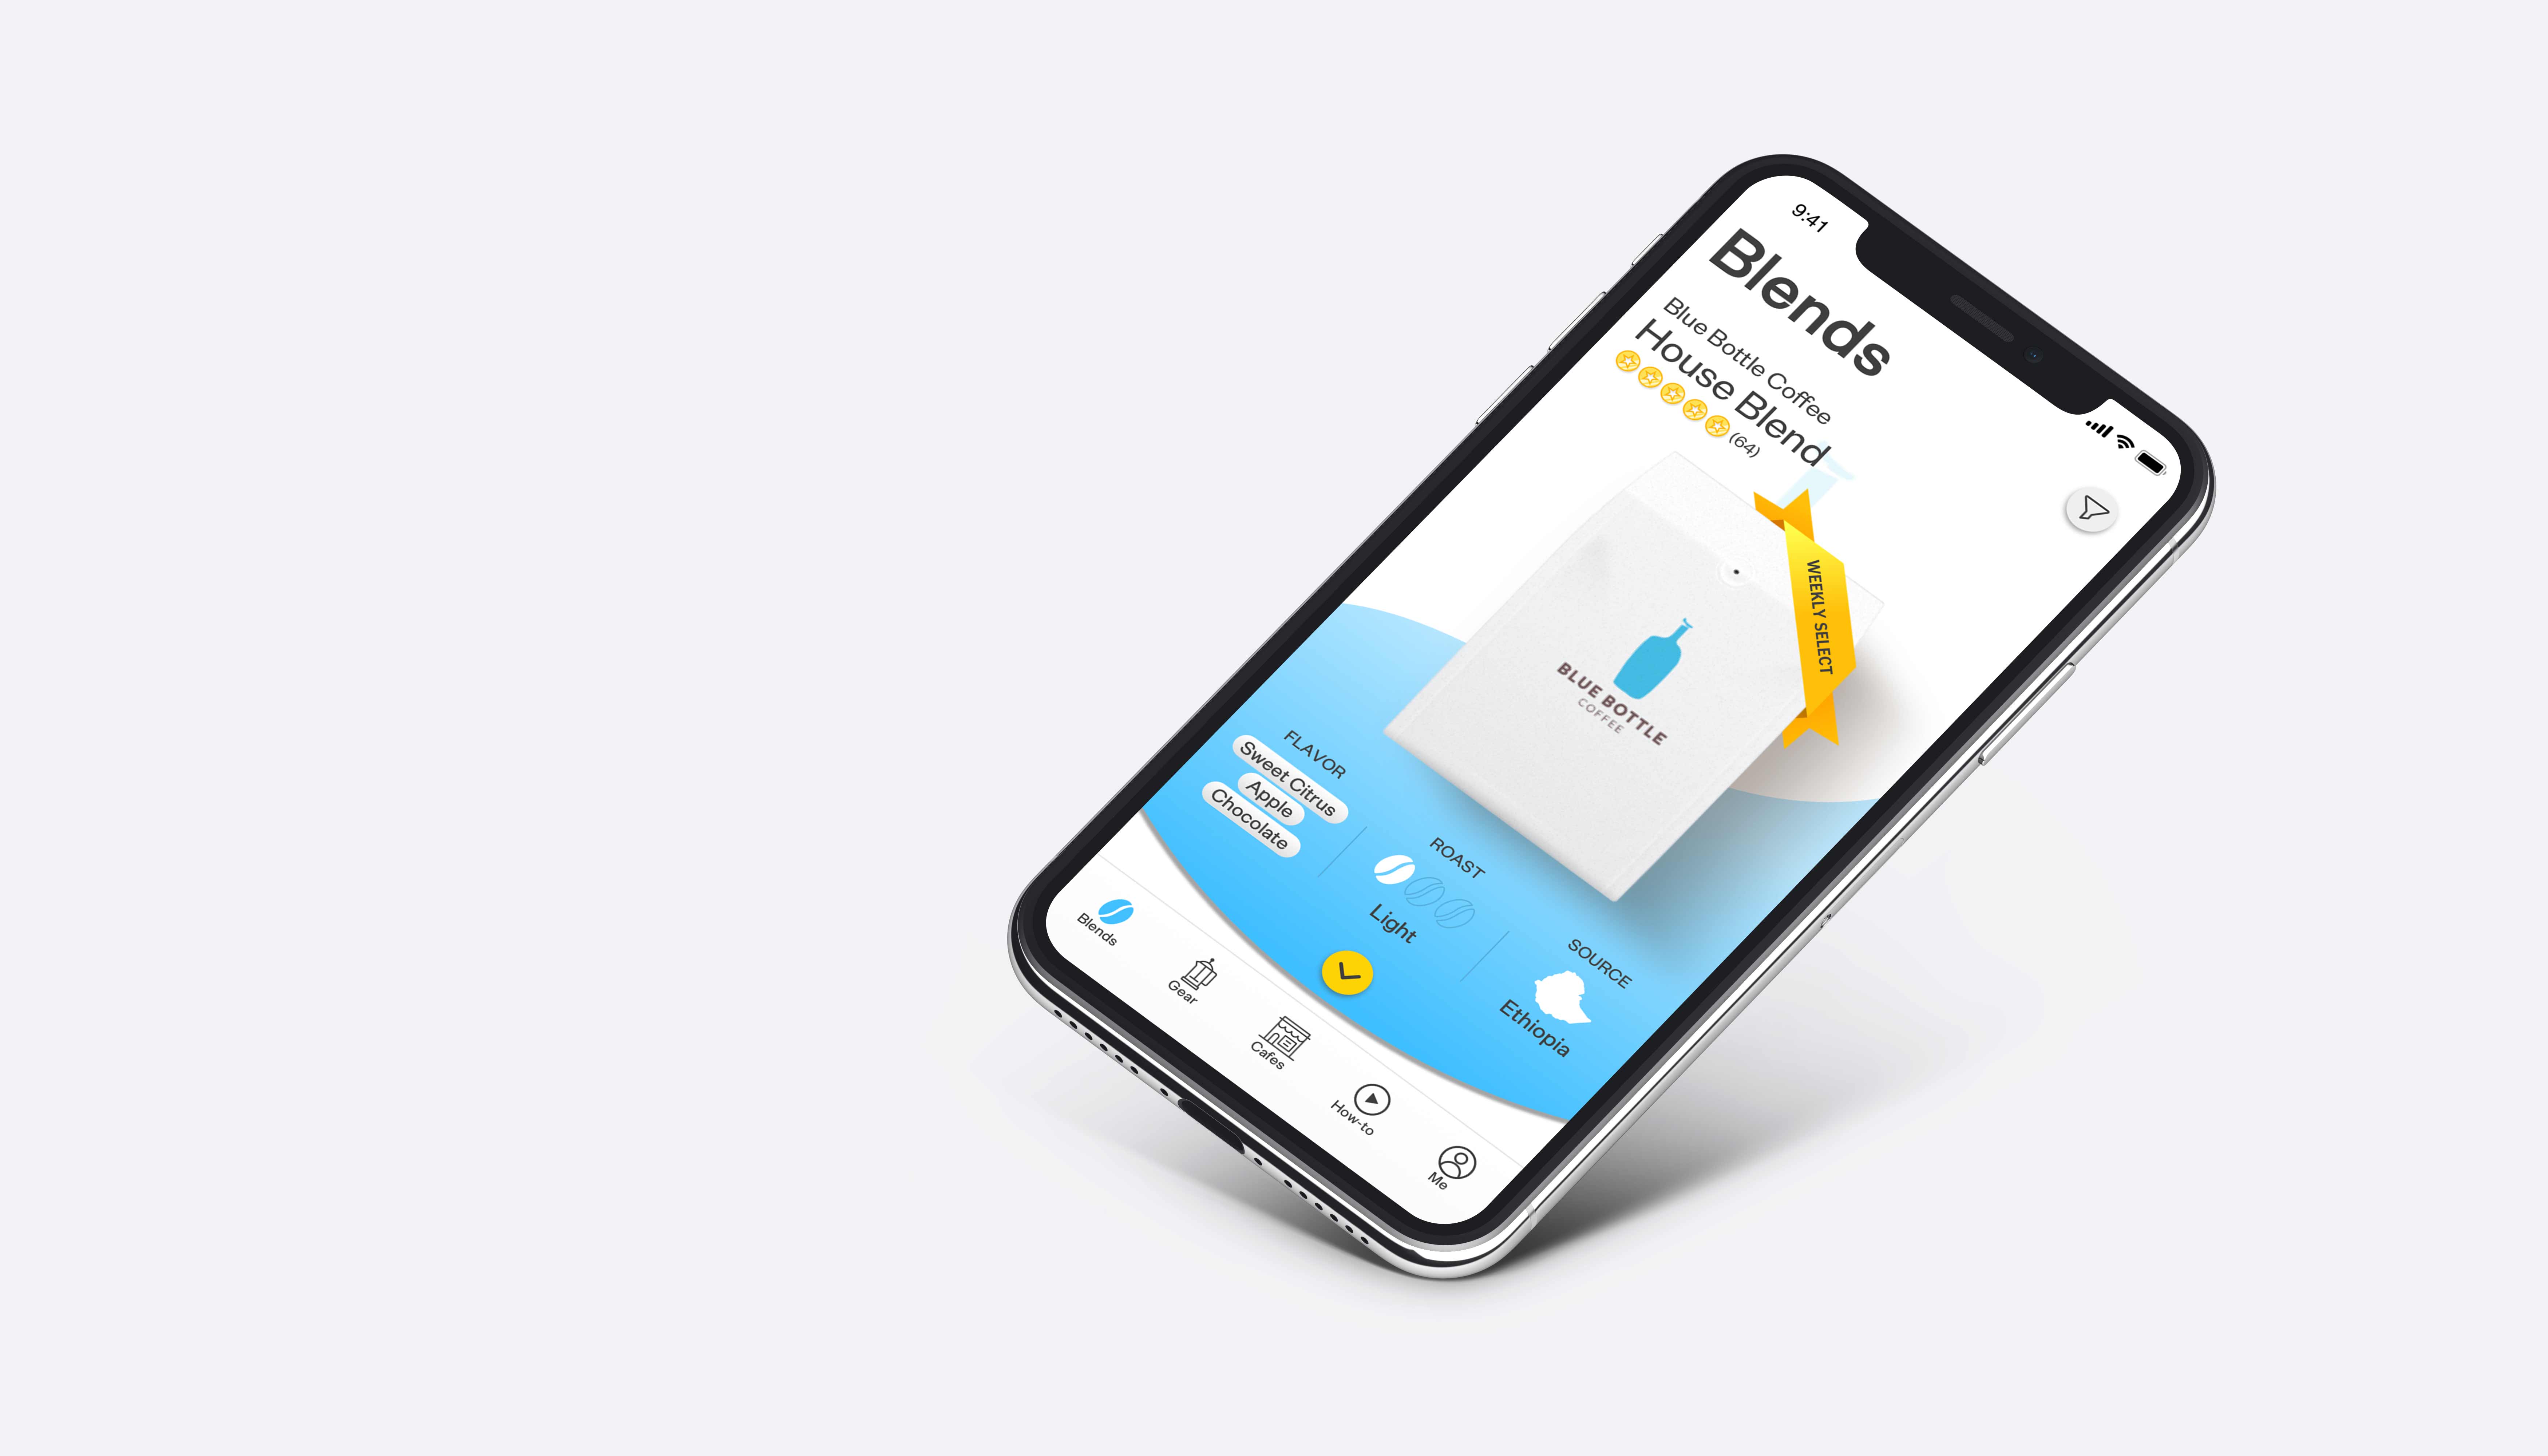 9:41
Blends
Blue Bottle Coffee
House Blend
(64)
WEEKLY SELECT
BLUE BOTTLE
COFFEE
FLAVOR
Sweet Citrus
Apple
Chocolate
ROAST
Light
SOURCE
Ethiopia
Blends
Gear
Cafes
How-to
Me